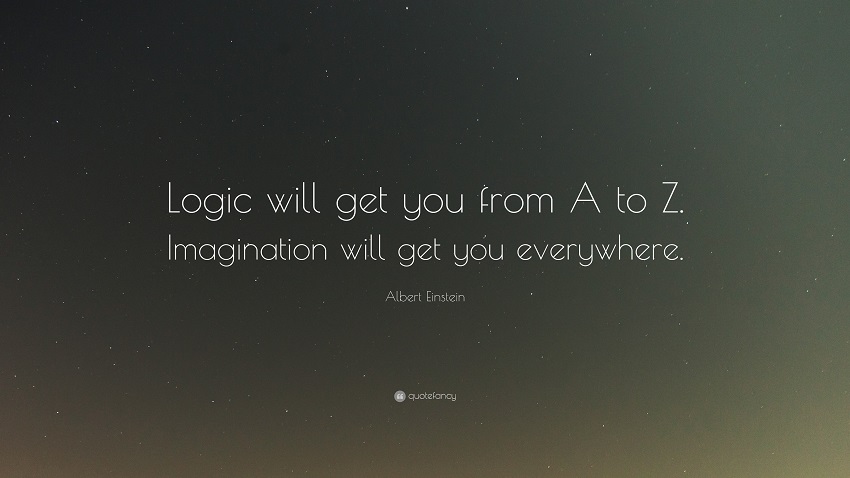 Logic will get you from A to Z.
Imagination will get you everywhere.
Albert Einstein
quotefancy